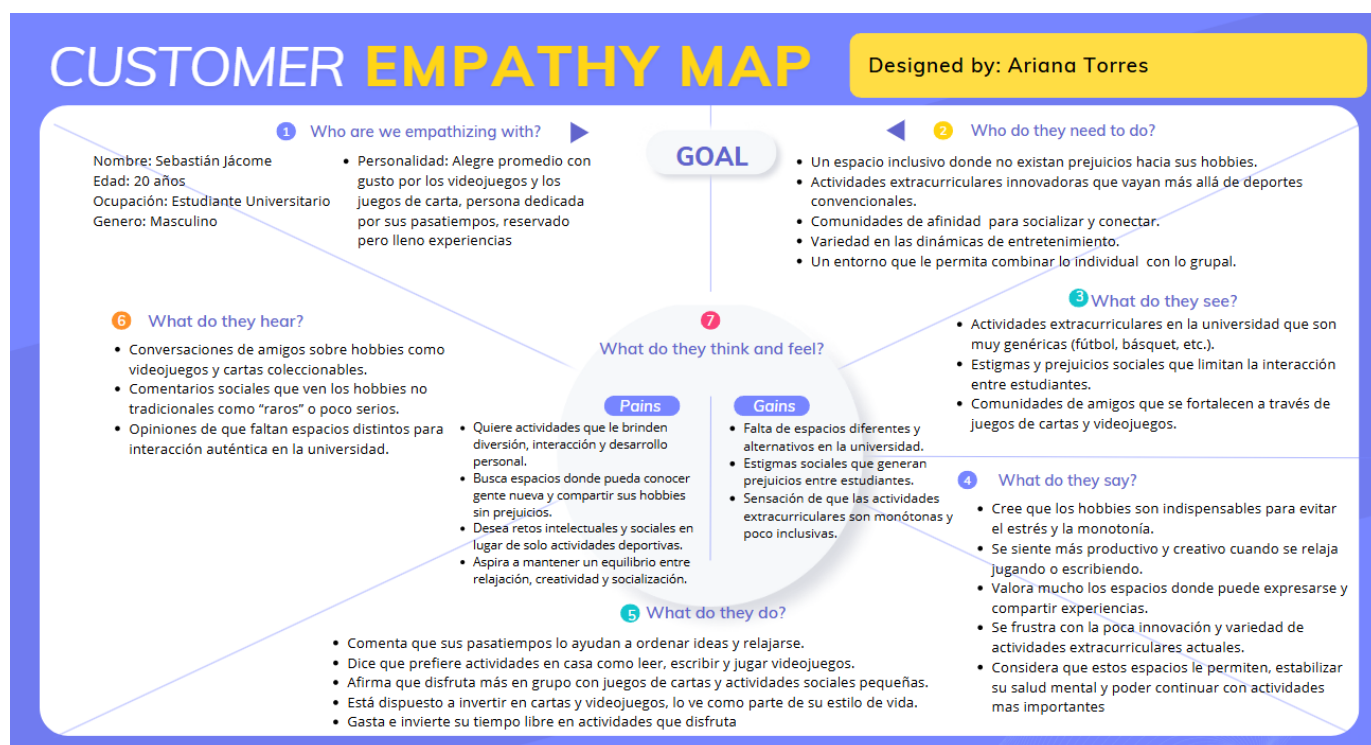 CUSTOMER EMPATHY MAP
Designed by: Ariana Torres
1 Who are we empathizing with?
Nombre: Sebastián Jácome
Edad: 20 años
Ocupación: Estudiante Universitario
Genero: Masculino
• Personalidad: Alegre promedio con
gusto por los videojuegos y los
juegos de carta, persona dedicada
por sus pasatiempos, reservado
pero lleno experiencias
GOAL
2 Who do they need to do?
• Un espacio inclusivo donde no existan prejuicios hacia sus hobbies.
• Actividades extracurriculares innovadoras que vayan más allá de deportes
convencionales.
• Comunidades de afinidad para socializar y conectar.
• Variedad en las dinámicas de entretenimiento.
• Un entorno que le permita combinar lo individual con lo grupal.
3 What do they see?
• Actividades extracurriculares en la universidad que son
muy genéricas (fútbol, básquet, etc.).
• Estigmas y prejuicios sociales que limitan la interacción
entre estudiantes.
• Comunidades de amigos que se fortalecen a través de
juegos de cartas y videojuegos.
4 What do they say?
• Cree que los hobbies son indispensables para evitar
el estrés y la monotonía.
• Se siente más productivo y creativo cuando se relaja
jugando o escribiendo.
• Valora mucho los espacios donde puede expresarse y
compartir experiencias.
• Se frustra con la poca innovación y variedad de
actividades extracurriculares actuales.
• Considera que estos espacios le permiten, estabilizar
su salud mental y poder continuar con actividades
mas importantes
5 What do they do?
• Comenta que sus pasatiempos lo ayudan a ordenar ideas y relajarse.
• Dice que prefiere actividades en casa como leer, escribir y jugar videojuegos.
• Afirma que disfruta más en grupo con juegos de cartas y actividades sociales pequeñas.
• Está dispuesto a invertir en cartas y videojuegos, lo ve como parte de su estilo de vida.
• Gasta e invierte su tiempo libre en actividades que disfruta
6 What do they hear?
• Conversaciones de amigos sobre hobbies como
videojuegos y cartas coleccionables.
• Comentarios sociales que ven los hobbies no
tradicionales como “raros” o poco serios.
• Opiniones de que faltan espacios distintos para
interacción auténtica en la universidad.
7
What do they think and feel?
Pains
• Quiere actividades que le brinden
diversión, interacción y desarrollo
personal.
• Busca espacios donde pueda conocer
gente nueva y compartir sus hobbies
sin prejuicios.
• Desea retos intelectuales y sociales en
lugar de solo actividades deportivas.
• Aspira a mantener un equilibrio entre
relajación, creatividad y socialización.
Gains
• Falta de espacios diferentes y
alternativos en la universidad.
• Estigmas sociales que generan
prejuicios entre estudiantes.
• Sensación de que las actividades
extracurriculares son monótonas y
poco inclusivas.